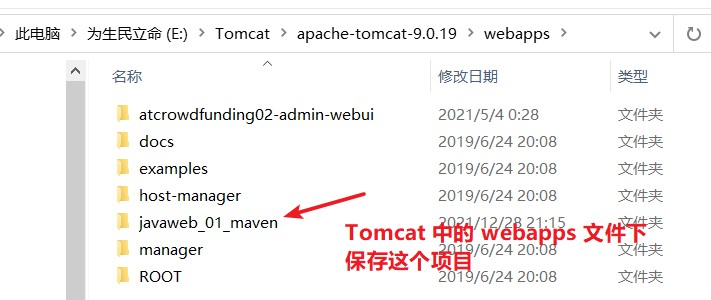 此电脑 > 为生民立命 (E:) > Tomcat > apache-tomcat-9.0.19 > webapps >
名称 修改日期 类型
atcrowdfunding02-admin-webui 2021/5/4 0:28 文件夹
docs 2019/6/24 20:08 文件夹
examples 2019/6/24 20:08 文件夹
host-manager 2019/6/24 20:08 文件夹
javaweb_01_maven 2021/12/28 21:15 文件夹
Tomcat 中的 webapps 文件下
manager 2019/6/24 20:08 文件夹
保存这个项目
ROOT 2019/6/24 20:08 文件夹